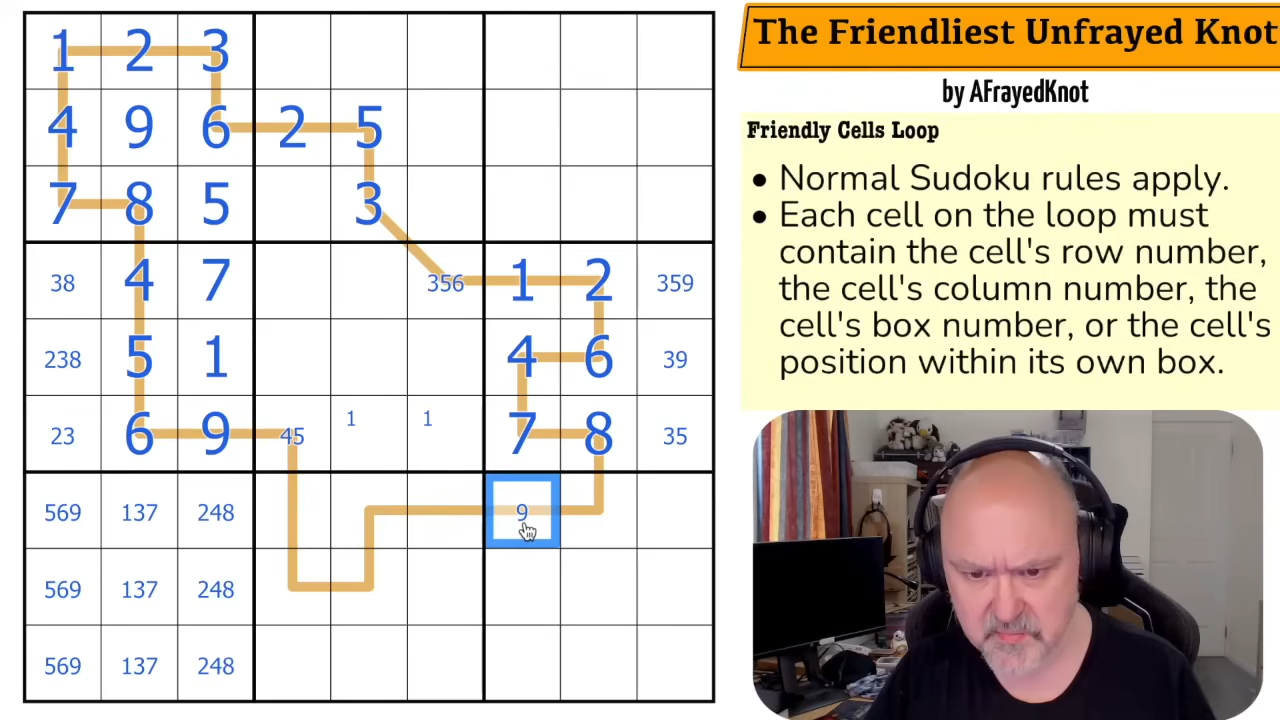 The Friendliest Unfrayed Knot
by AFrayedKnot
Friendly Cells Loop
• Normal Sudoku rules apply.
• Each cell on the loop must
contain the cell's row number,
the cell's column number, the
cell's box number, or the cell's
position within its own box.
1 2 3
4 9 6 2 5
7 8 5 3
38 4 7 356 1 2 359
238 5 1 4 6 39
23 6 9 45 1 1 7 8 35
569 137 248 9
569 137 248
569 137 248